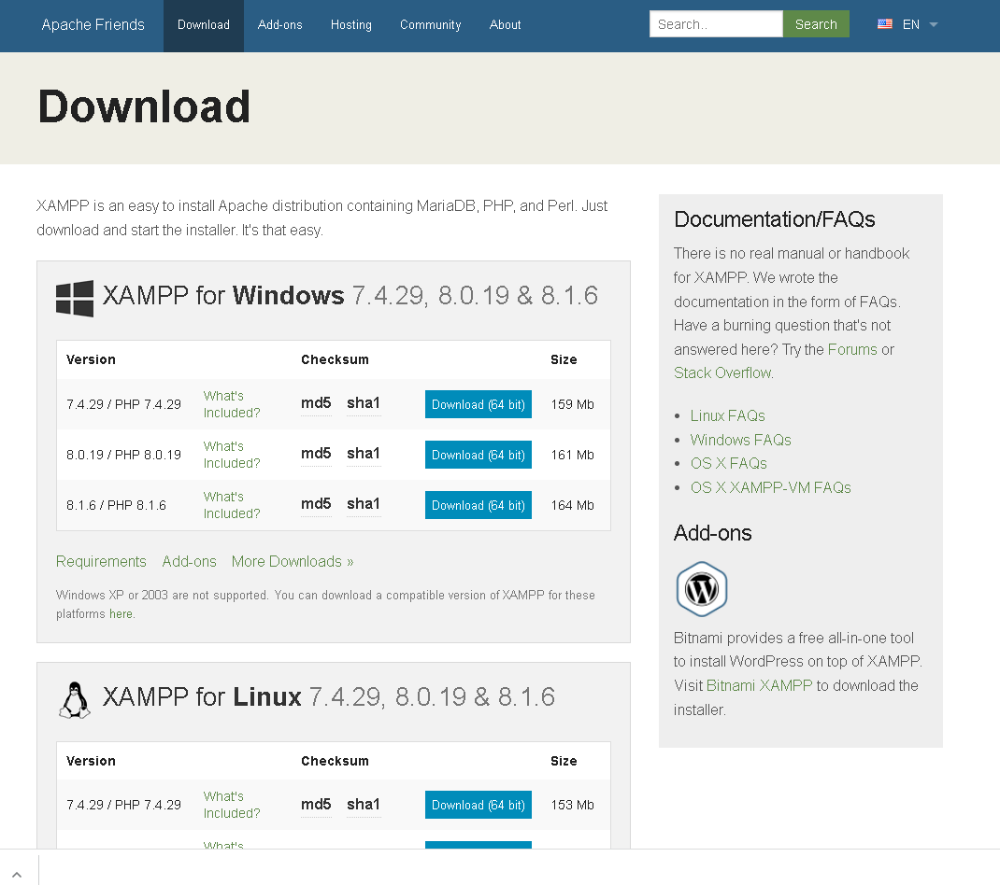 Apache Friends Download Add-ons Hosting Community About Search.. Search EN
Download
XAMPP is an easy to install Apache distribution containing MariaDB, PHP, and Perl. Just
download and start the installer. It's that easy.
XAMPP for Windows 7.4.29, 8.0.19 & 8.1.6
Version Checksum Size
7.4.29 / PHP 7.4.29 What's
Included? md5 sha1 Download (64 bit) 159 Mb
8.0.19 / PHP 8.0.19 What's
Included? md5 sha1 Download (64 bit) 161 Mb
8.1.6 / PHP 8.1.6 What's
Included? md5 sha1 Download (64 bit) 164 Mb
Requirements Add-ons More Downloads »
Windows XP or 2003 are not supported. You can download a compatible version of XAMPP for these
platforms here.
XAMPP for Linux 7.4.29, 8.0.19 & 8.1.6
Version Checksum Size
7.4.29 / PHP 7.4.29 What's
Included? md5 sha1 Download (64 bit) 153 Mb
What's
Documentation/FAQs
There is no real manual or handbook
for XAMPP. We wrote the
documentation in the form of FAQs.
Have a burning question that's not
answered here? Try the Forums or
Stack Overflow.
• Linux FAQs
• Windows FAQs
• OS X FAQs
• OS X XAMPP-VM FAQs
Add-ons
W
Bitnami provides a free all-in-one tool
to install WordPress on top of XAMPP.
Visit Bitnami XAMPP to download the
installer.